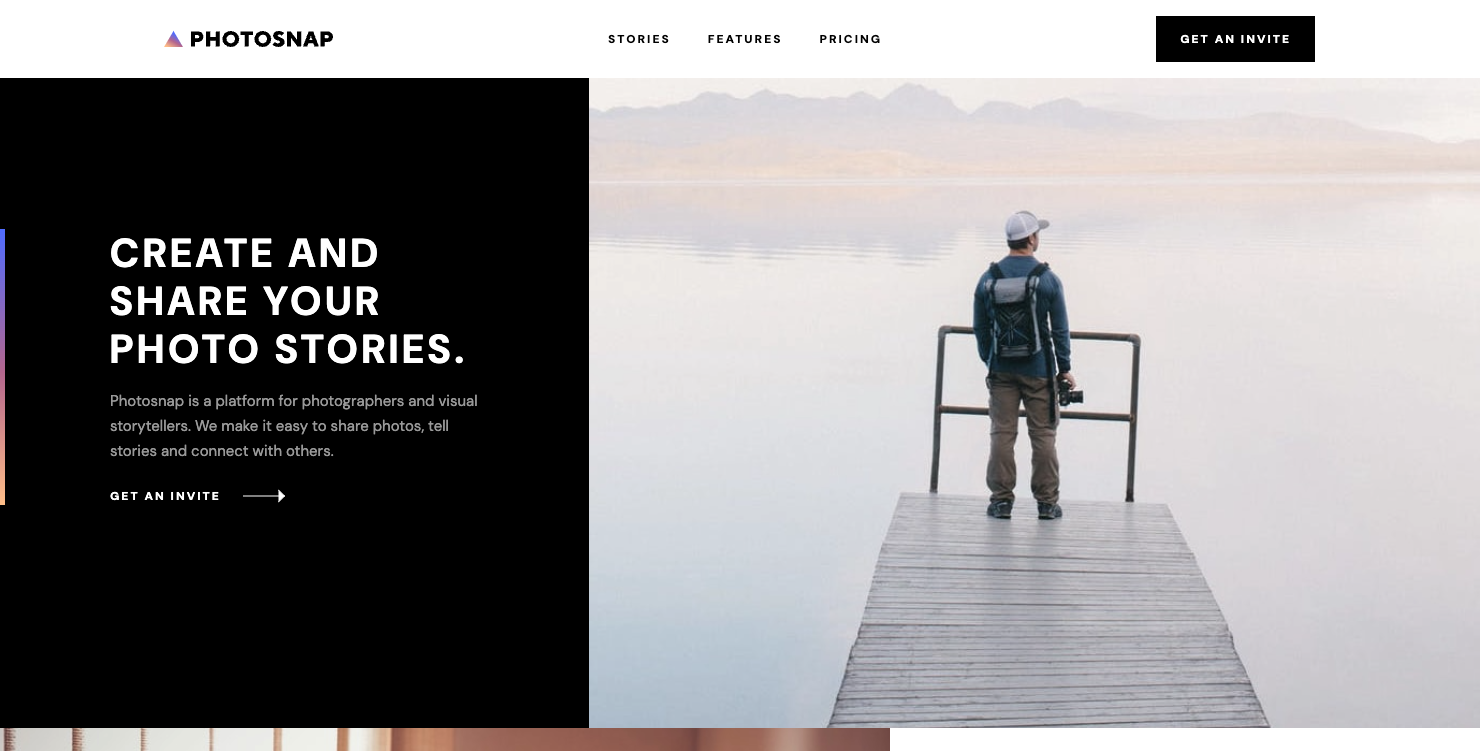 PHOTOSNAP
STORIES FEATURES PRICING
GET AN INVITE
CREATE AND
SHARE YOUR
PHOTO STORIES.
Photosnap is a platform for photographers and visual
storytellers. We make it easy to share photos, tell
stories and connect with others.
GET AN INVITE